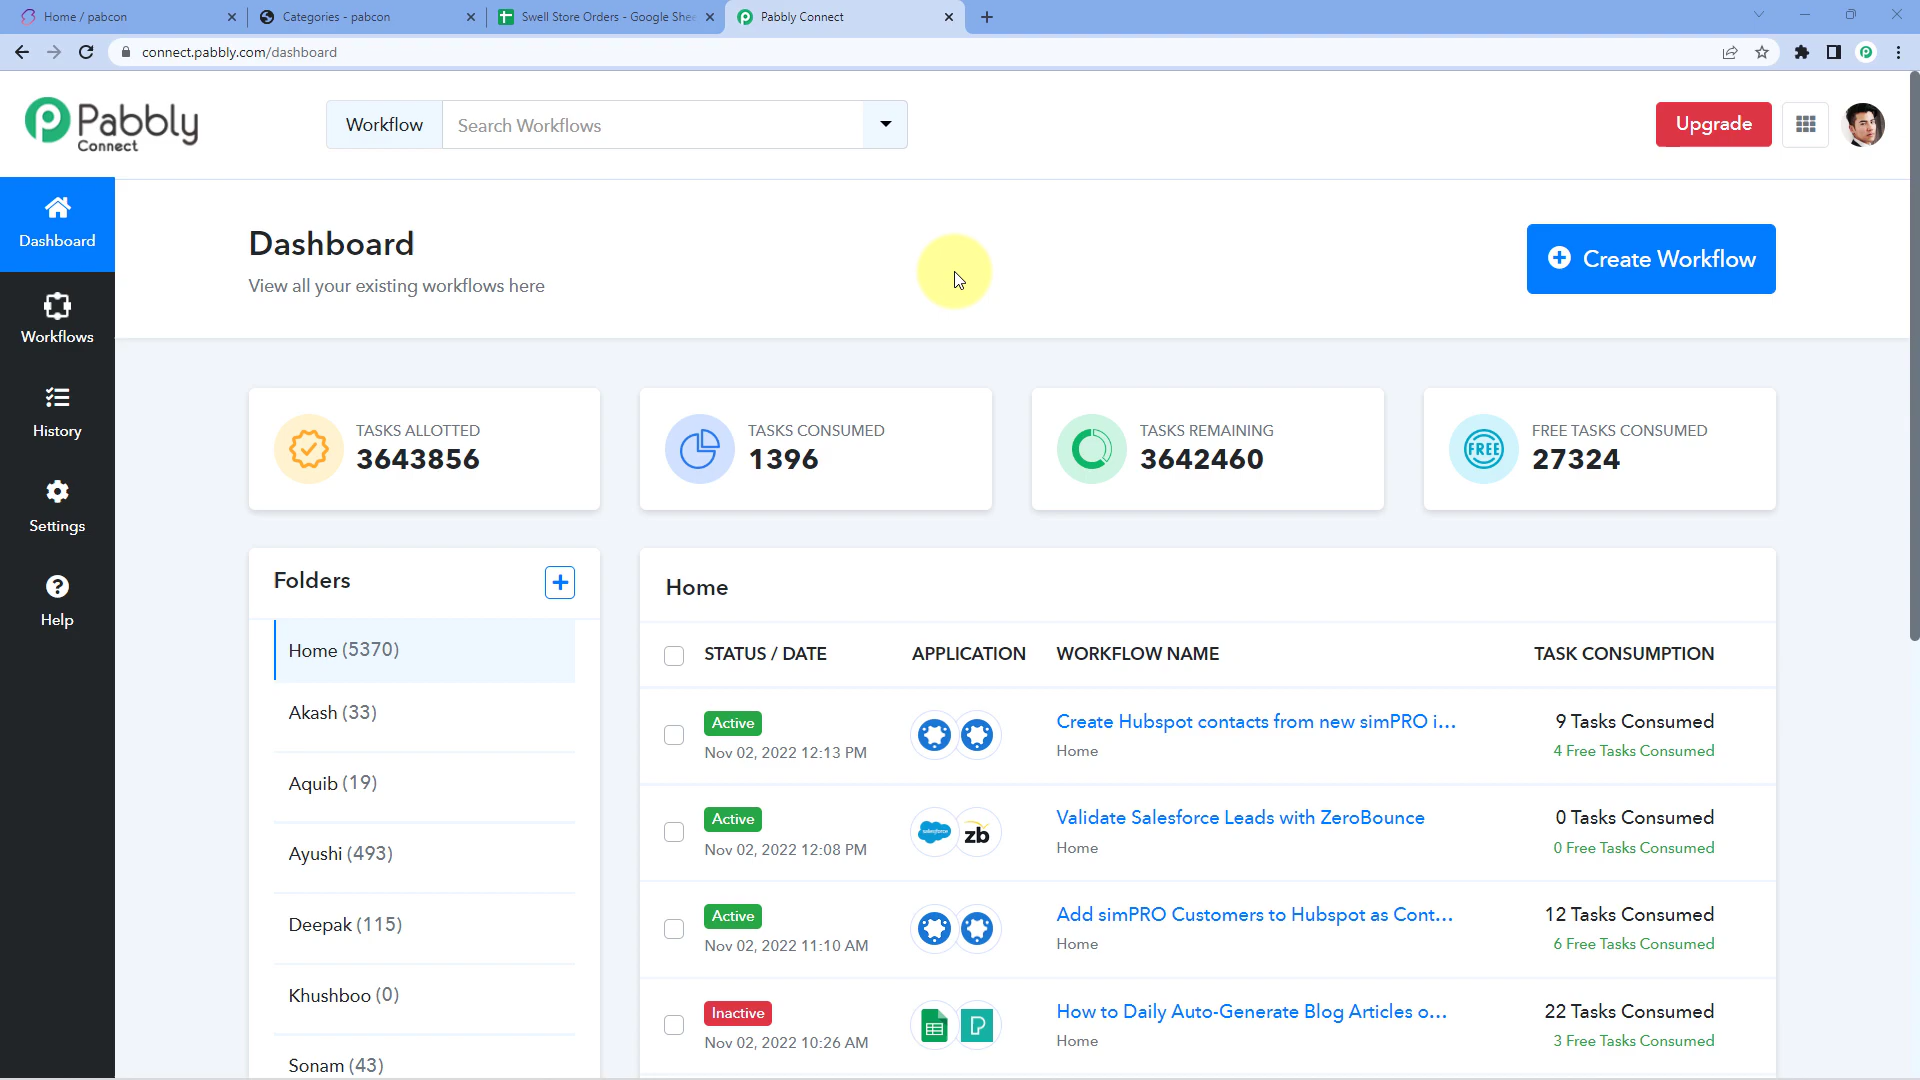 Home / pabcon
Categories - pabcon
Swell Store Orders - Google She
Pabbly Connect
connect.pabbly.com/dashboard
Pabbly
Connect
Workflow
Search Workflows
Upgrade
Dashboard
Workflows
History
Settings
Help
Dashboard
View all your existing workflows here
Create Workflow
TASKS ALLOTTED
3643856
TASKS CONSUMED
1396
TASKS REMAINING
3642460
FREE
FREE TASKS CONSUMED
27324
Folders
Home (5370)
Akash (33)
Aquib (19)
Ayushi (493)
Deepak (115)
Khushboo (0)
Sonam (43)
Home
STATUS / DATE APPLICATION WORKFLOW NAME TASK CONSUMPTION
Active
Nov 02, 2022 12:13 PM
Create Hubspot contacts from new simPRO i...
Home
9 Tasks Consumed
4 Free Tasks Consumed
Active
Nov 02, 2022 12:08 PM
salesforce
zb
Validate Salesforce Leads with ZeroBounce
Home
0 Tasks Consumed
0 Free Tasks Consumed
Active
Nov 02, 2022 11:10 AM
Add simPRO Customers to Hubspot as Cont...
Home
12 Tasks Consumed
6 Free Tasks Consumed
Inactive
Nov 02, 2022 10:26 AM
How to Daily Auto-Generate Blog Articles o...
Home
22 Tasks Consumed
3 Free Tasks Consumed